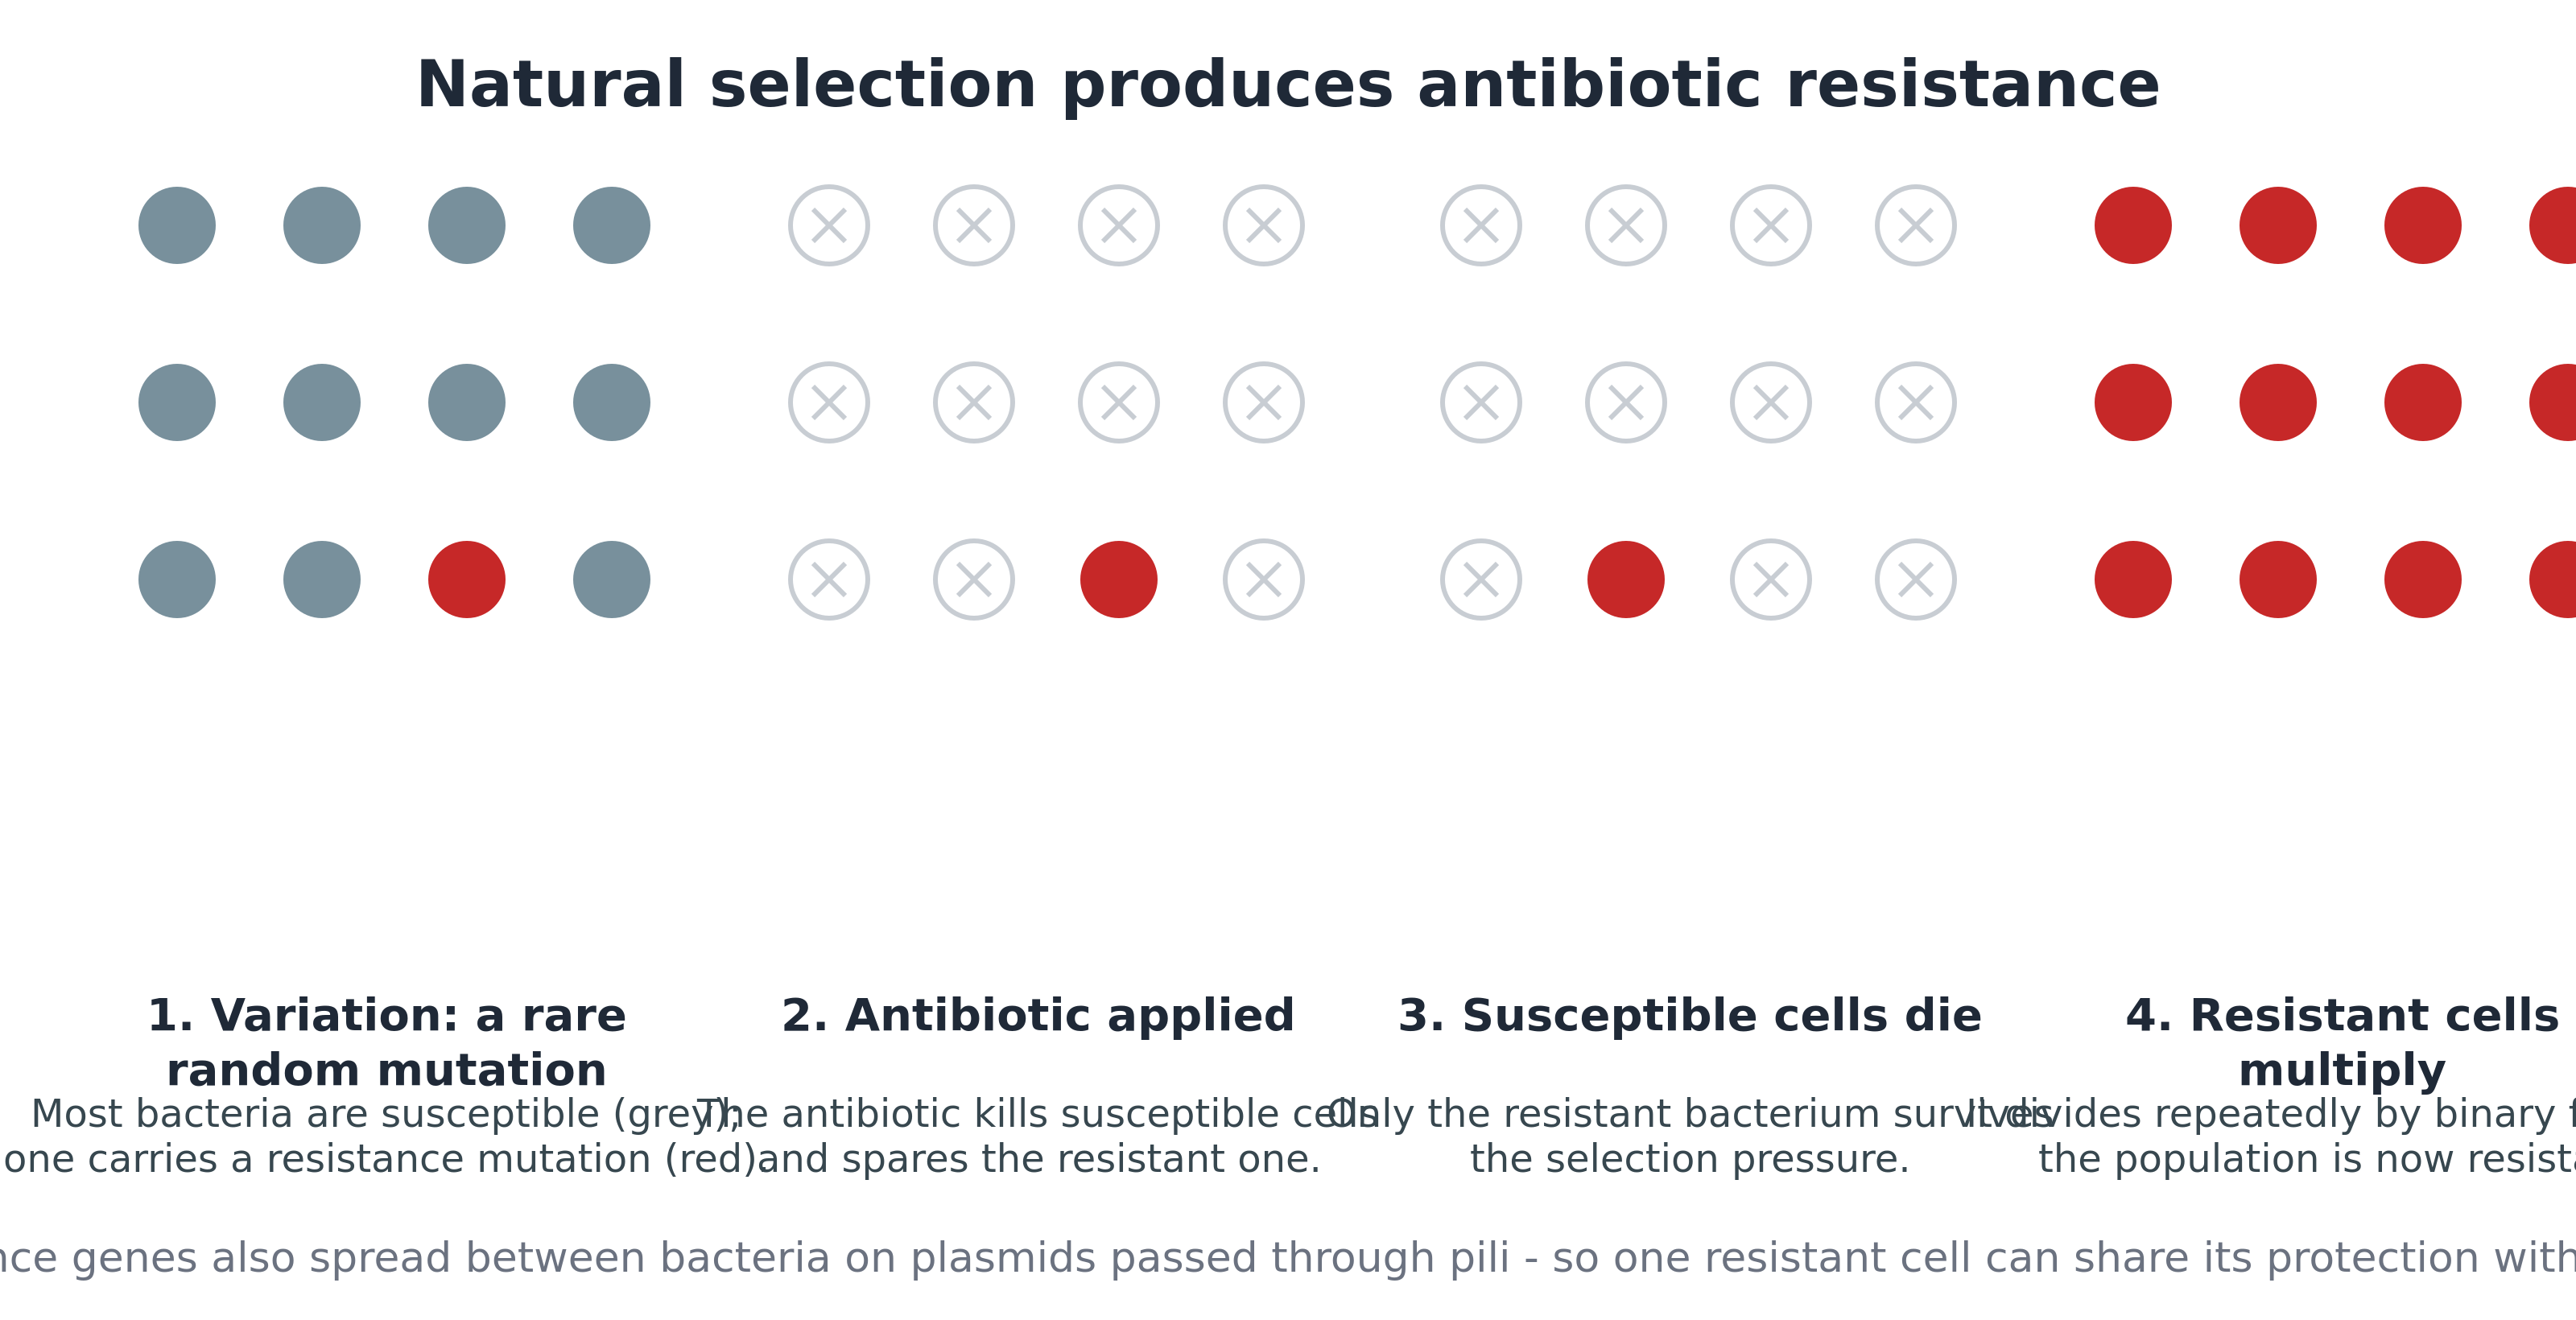 Natural selection produces antibiotic resistance
1. Variation: a rare
random mutation
Most bacteria are susceptible (grey);
one carries a resistance mutation (red).
2. Antibiotic applied
The antibiotic kills susceptible cells
and spares the resistant one.
3. Susceptible cells die
Only the resistant bacterium survives
the selection pressure.
4. Resistant cells
multiply
It divides repeatedly by binary
the population is now
genes also spread between bacteria on plasmids passed through pili - so one resistant cell can share its protection with